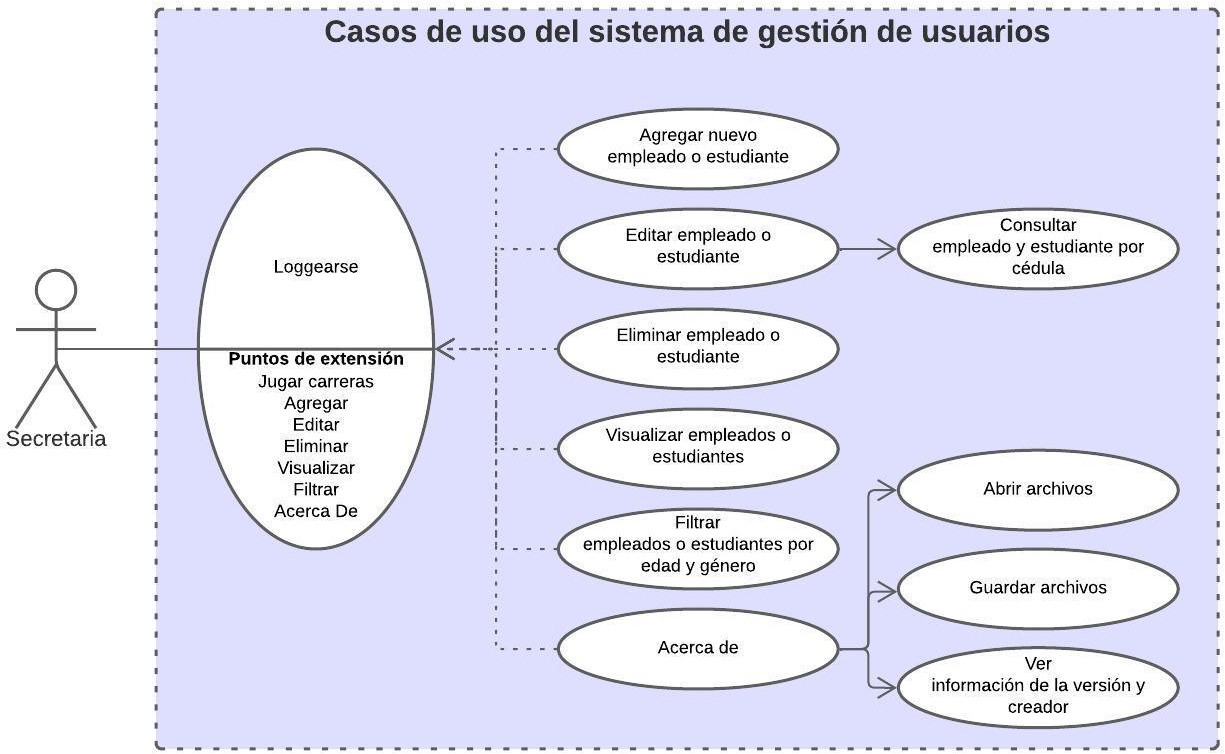 Casos de uso del sistema de gestión de usuarios
Secretaria
Loggearse
Puntos de extensión
Jugar carreras
Agregar
Editar
Eliminar
Visualizar
Filtrar
Acerca De
Agregar nuevo
empleado o estudiante
Editar empleado o
estudiante
Consultar
empleado y estudiante por
cédula
Eliminar empleado o
estudiante
Visualizar empleados o
estudiantes
Filtrar
empleados o estudiantes por
edad y género
Acerca de
Abrir archivos
Guardar archivos
Ver
información de la versión y
creador